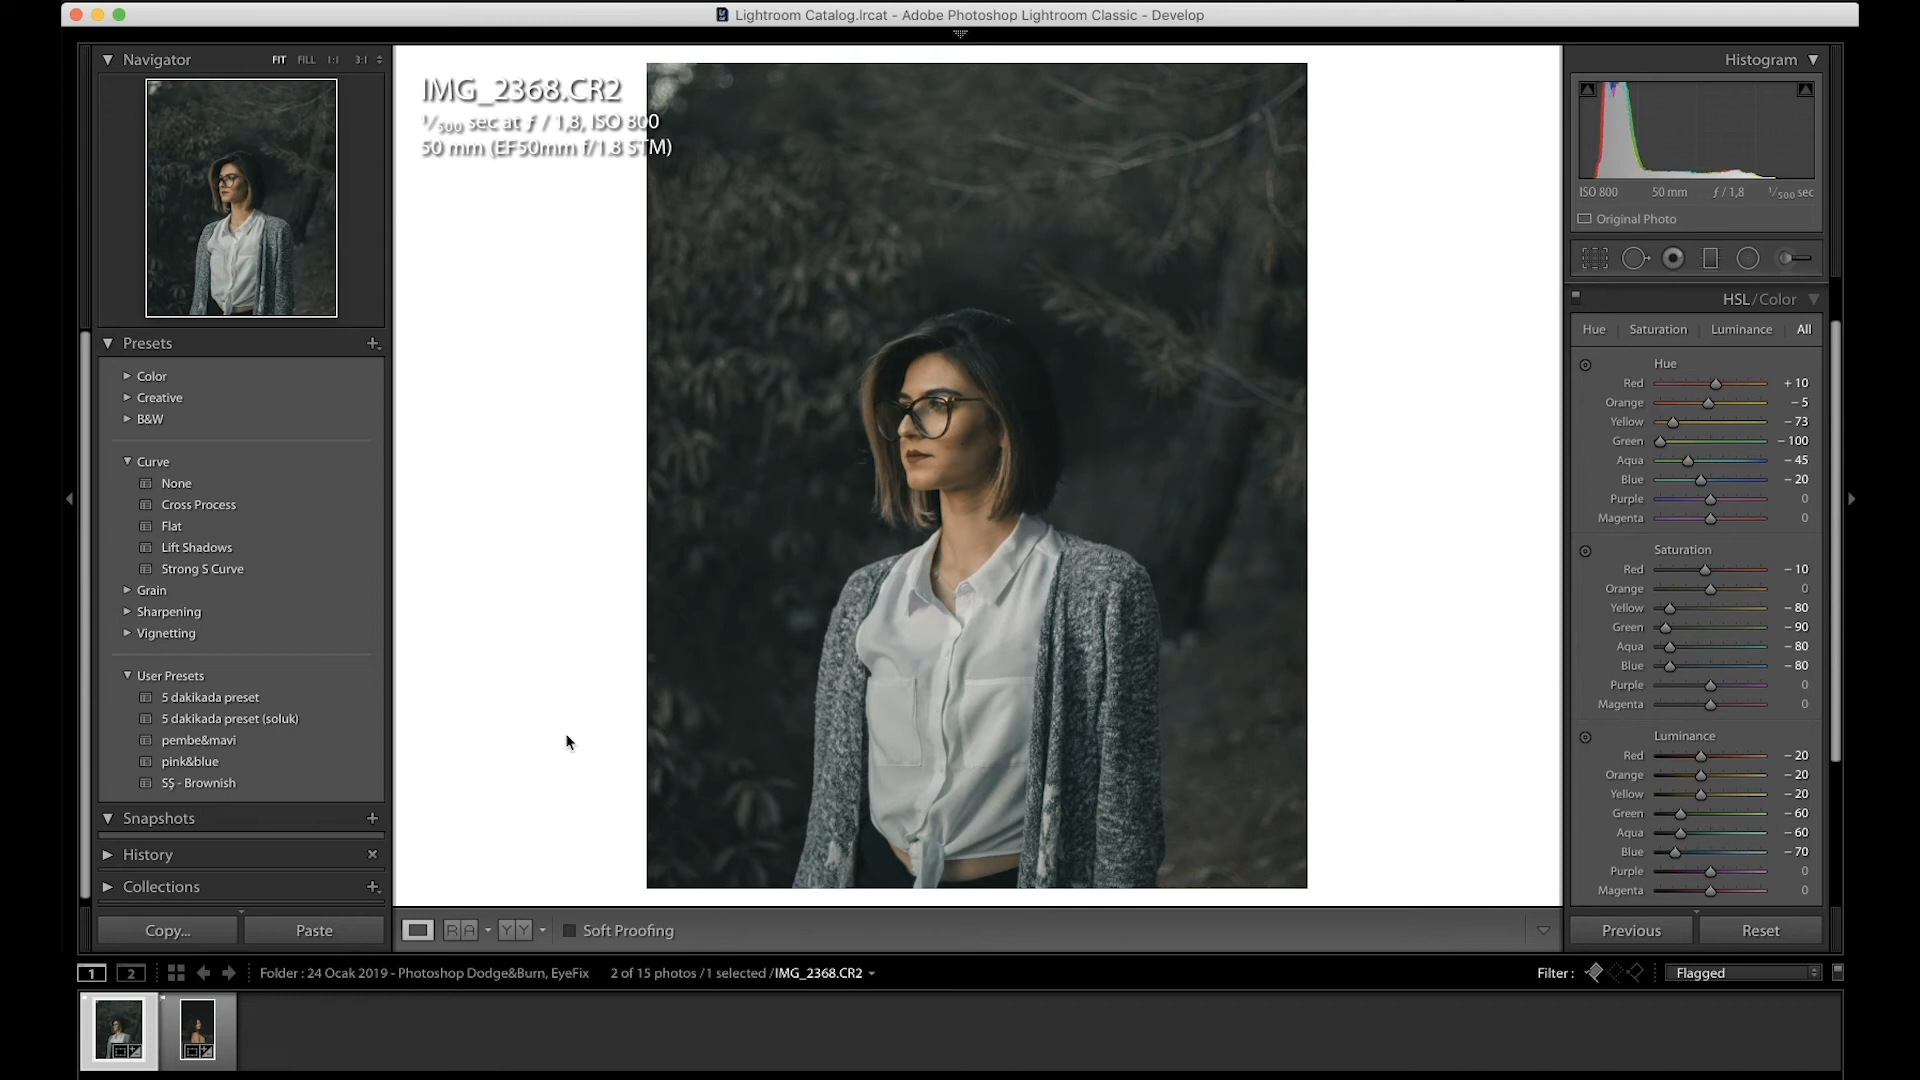 Lightroom Catalog.lrcat - Adobe Photoshop Lightroom Classic - Develop
Navigator
FIT FILL 1:1 3:1
IMG_2368.CR2
1/500 sec at ƒ / 1,8, ISO 800
50 mm (EF50mm f/1.8 STM)
Presets
Color
Creative
B&W
Curve
None
Cross Process
Flat
Lift Shadows
Strong S Curve
Grain
Sharpening
Vignetting
User Presets
5 dakikada preset
5 dakikada preset (soluk)
pembe&mavi
pink&blue
SŞ - Brownish
Snapshots
History
Collections
Copy... Paste
Soft Proofing
Histogram
ISO 800 50 mm ƒ / 1,8 1/500 sec
Original Photo
HSL / Color
Hue Saturation Luminance All
Hue
Red + 10
Orange - 5
Yellow - 73
Green - 100
Aqua - 45
Blue - 20
Purple 0
Magenta 0
Saturation
Red - 10
Orange 0
Yellow - 80
Green - 90
Aqua - 80
Blue - 80
Purple 0
Magenta 0
Luminance
Red - 20
Orange - 20
Yellow - 20
Green - 60
Aqua - 60
Blue - 70
Purple 0
Magenta 0
Previous Reset
1 2 Folder : 24 Ocak 2019 - Photoshop Dodge&Burn, EyeFix 2 of 15 photos /1 selected /IMG_2368.CR2 Filter : Flagged